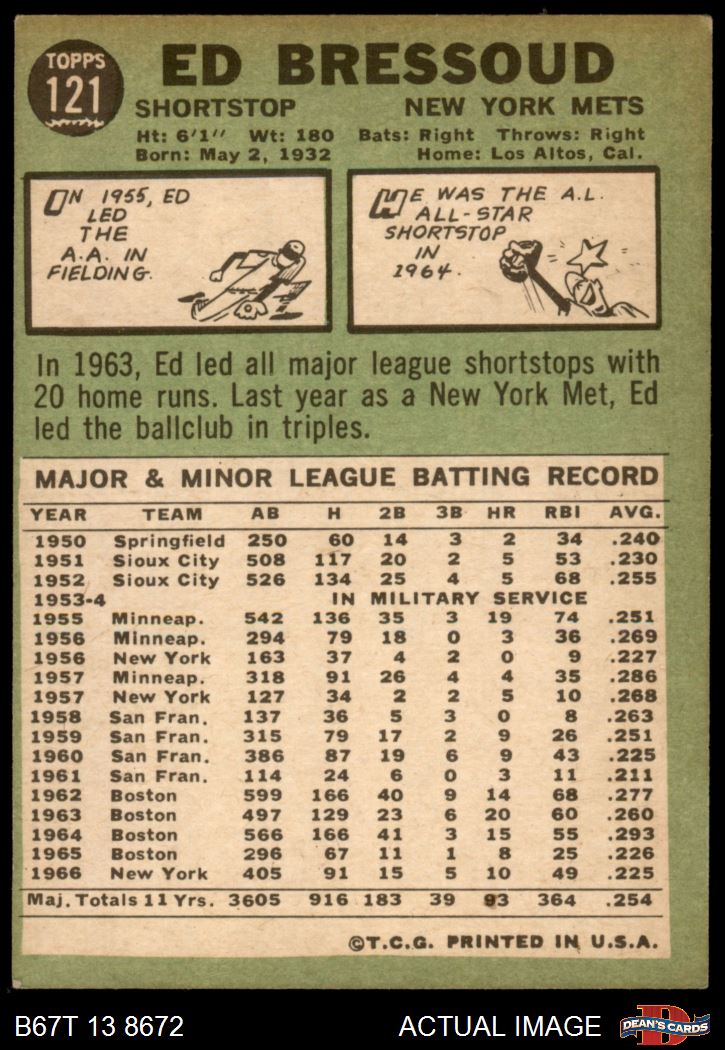 TOPPS
121
ED BRESSOUD
SHORTSTOP NEW YORK METS
Ht: 6'1" Wt: 180 Bats: Right Throws: Right
Born: May 2, 1932 Home: Los Altos, Cal.
IN 1955, ED
LED
THE
A.A. IN
FIELDING.
HE WAS THE A.L.
ALL-STAR
SHORTSTOP
IN
1964.
In 1963, Ed led all major league shortstops with
20 home runs. Last year as a New York Met, Ed
led the ballclub in triples.
MAJOR & MINOR LEAGUE BATTING RECORD
YEAR TEAM AB H 2B 3B HR RBI AVG.
1950 Springfield 250 60 14 3 2 34 .240
1951 Sioux City 508 117 20 2 5 53 .230
1952 Sioux City 526 134 25 4 5 68 .255
1953-4 IN MILITARY SERVICE
1955 Minneap. 542 136 35 3 19 74 .251
1956 Minneap. 294 79 18 0 3 36 .269
1956 New York 163 37 4 2 0 9 .227
1957 Minneap. 318 91 26 4 4 35 .286
1957 New York 127 34 2 2 5 10 .268
1958 San Fran. 137 36 5 3 0 8 .263
1959 San Fran. 315 79 17 2 9 26 .251
1960 San Fran. 386 87 19 6 9 43 .225
1961 San Fran. 114 24 6 0 3 11 .211
1962 Boston 599 166 40 9 14 68 .277
1963 Boston 497 129 23 6 20 60 .260
1964 Boston 566 166 41 3 15 55 .293
1965 Boston 296 67 11 1 8 25 .226
1966 New York 405 91 15 5 10 49 .225
Maj. Totals 11 Yrs. 3605 916 183 39 93 364 .254
©T.C.G. PRINTED IN U.S.A.
B67T 13 8672 ACTUAL IMAGE D DEAN'S CARDS